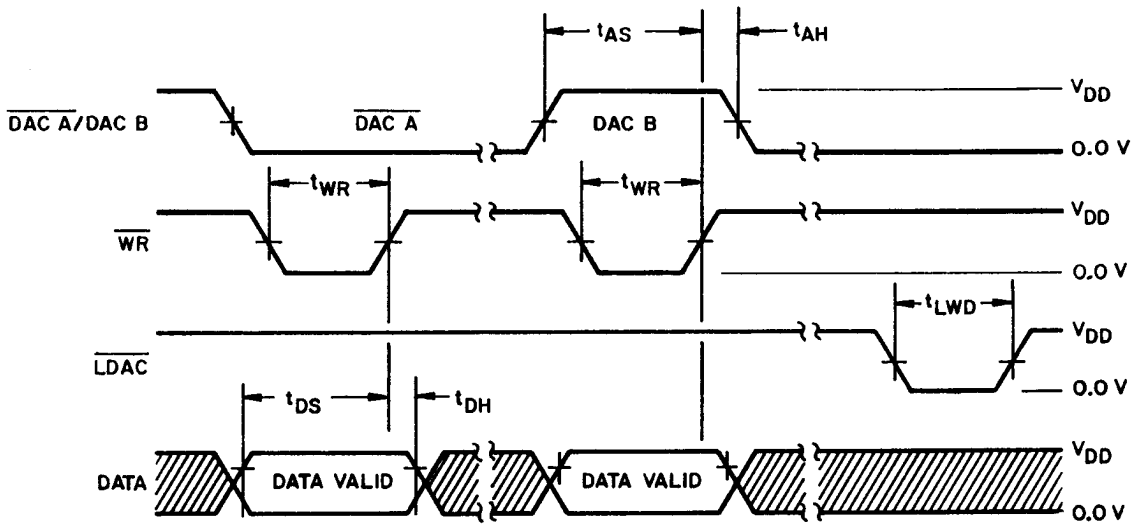 tAS
tAH
DAC A/DAC B
DAC A
DAC B
VDD
0.0 V
tWR
tWR
WR
VDD
0.0 V
tLWD
LDAC
VDD
0.0 V
tDS
tDH
DATA
DATA VALID
DATA VALID
VDD
0.0 V